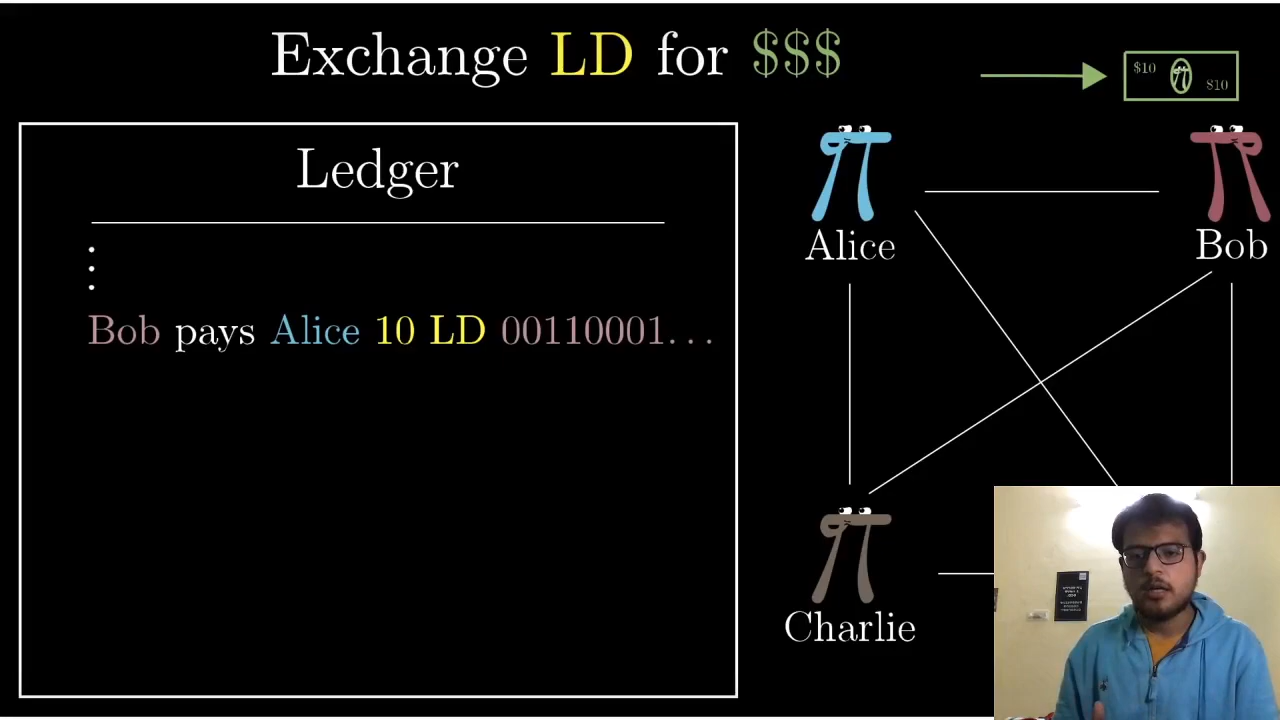 Exchange LD for $$$
$10
$10
Ledger
Alice
Bob
Bob pays Alice 10 LD 00110001...
Charlie